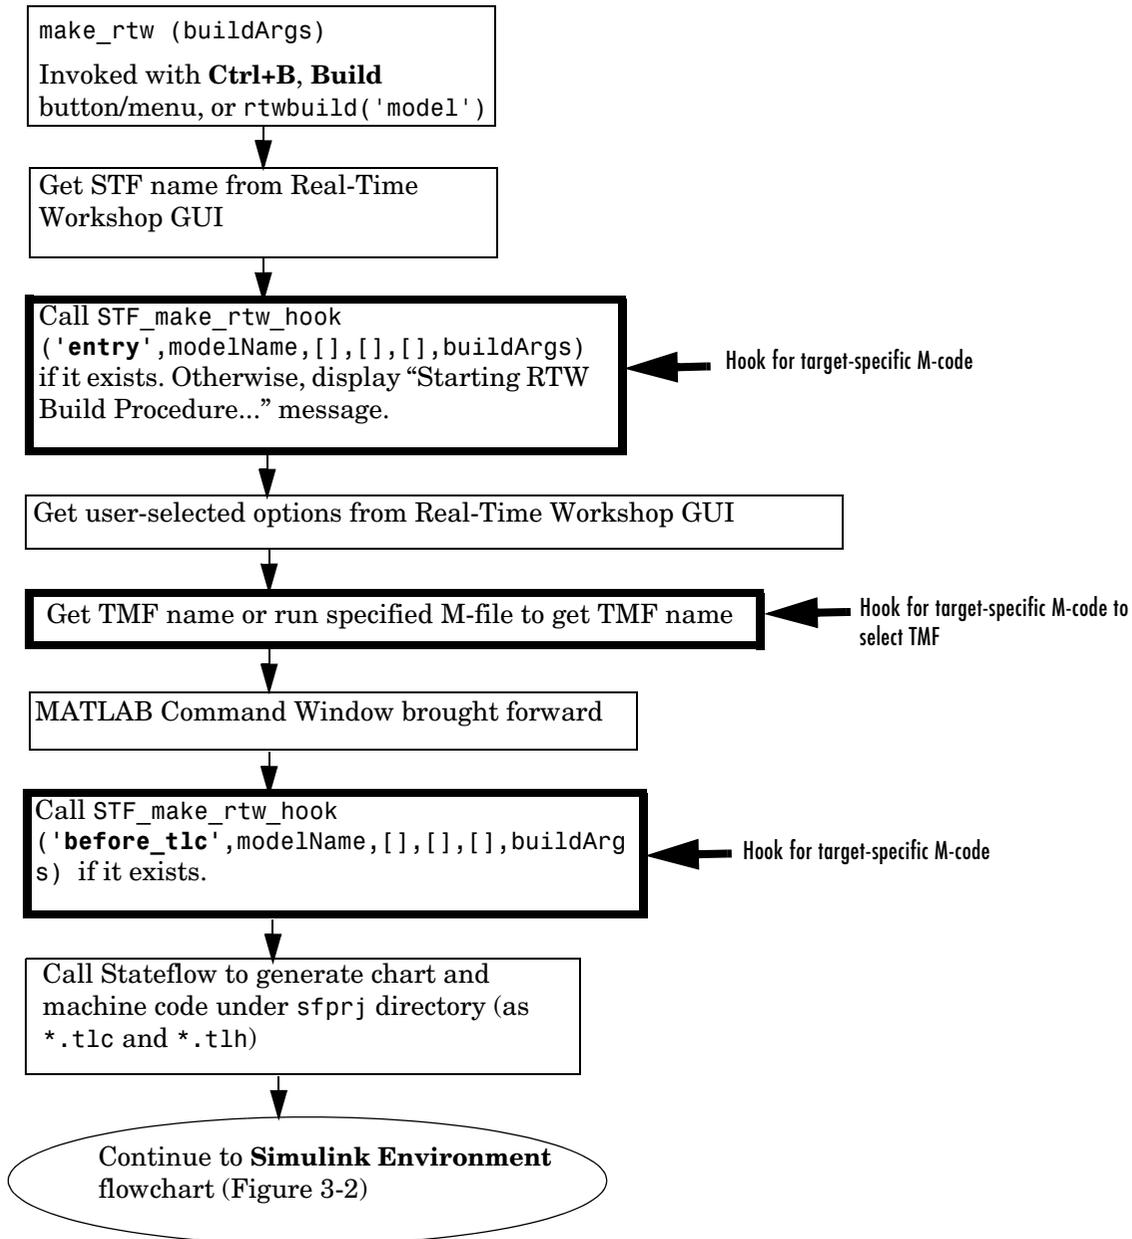 make_rtw (buildArgs)
Invoked with Ctrl+B, Build
button/menu, or rtwbuild('model')
Get STF name from Real-Time
Workshop GUI
Call STF_make_rtw_hook
('entry',modelName,[],[],[],buildArgs)
if it exists. Otherwise, display “Starting RTW
Build Procedure...” message.
Hook for target-specific M-code
Get user-selected options from Real-Time Workshop GUI
Get TMF name or run specified M-file to get TMF name
Hook for target-specific M-code to
select TMF
MATLAB Command Window brought forward
Call STF_make_rtw_hook
('before_tlc',modelName,[],[],[],buildArg
s) if it exists.
Hook for target-specific M-code
Call Stateflow to generate chart and
machine code under sfprj directory (as
*.tlc and *.tlh)
Continue to Simulink Environment
flowchart (Figure 3-2)